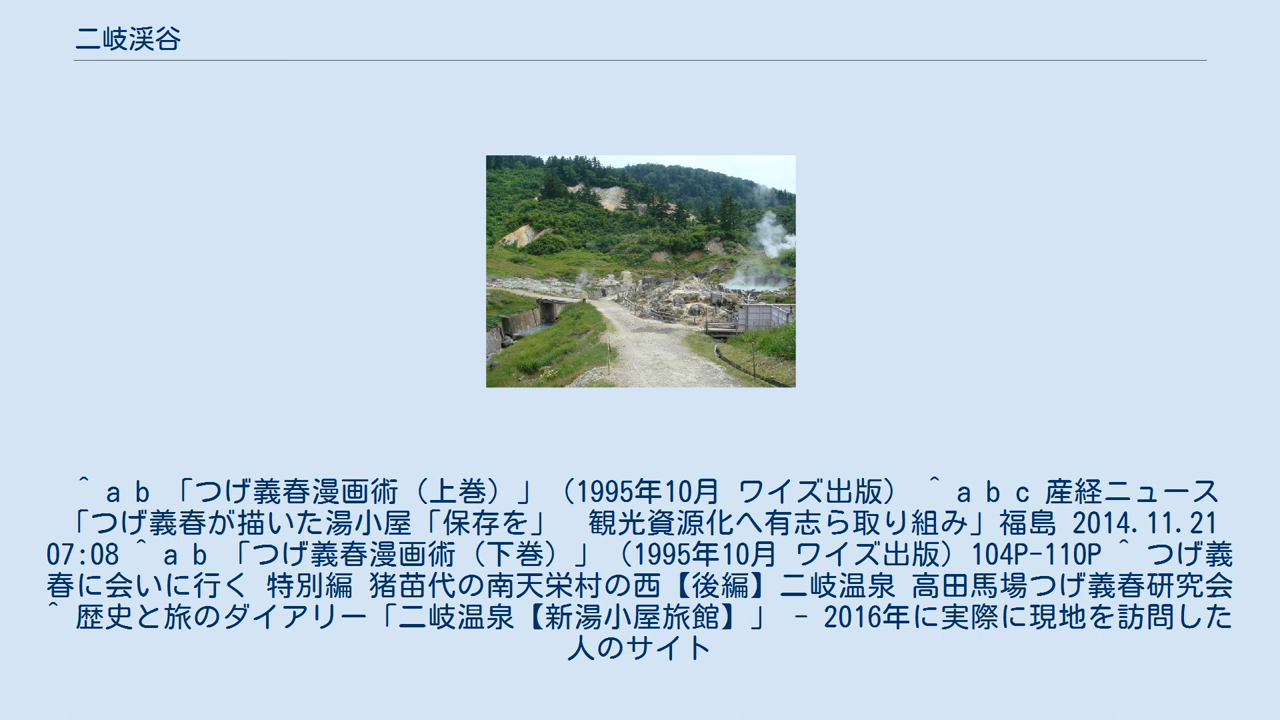 二岐渓谷
^ a b 「つげ義春漫画術（上巻）」（1995年10月 ワイズ出版） ^ a b c 産経ニュース
「つげ義春が描いた湯小屋「保存を」　観光資源化へ有志ら取り組み」福島 2014.11.21
07:08 ^ a b 「つげ義春漫画術（下巻）」（1995年10月 ワイズ出版）104P-110P ^ つげ義
春に会いに行く 特別編 猪苗代の南天栄村の西【後編】二岐温泉 高田馬場つげ義春研究会
^ 歴史と旅のダイアリー「二岐温泉【新湯小屋旅館】」 - 2016年に実際に現地を訪問した
人のサイト